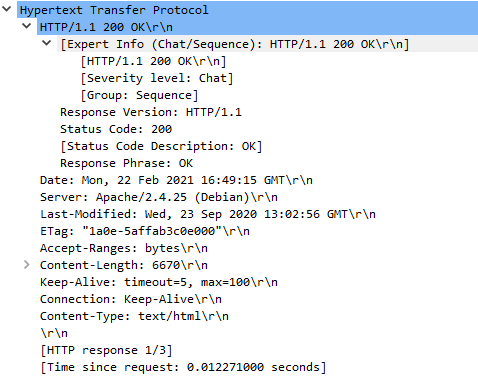 Hypertext Transfer Protocol
HTTP/1.1 200 OK\r\n
[Expert Info (Chat/Sequence): HTTP/1.1 200 OK\r\n]
[HTTP/1.1 200 OK\r\n]
[Severity level: Chat]
[Group: Sequence]
Response Version: HTTP/1.1
Status Code: 200
[Status Code Description: OK]
Response Phrase: OK
Date: Mon, 22 Feb 2021 16:49:15 GMT\r\n
Server: Apache/2.4.25 (Debian)\r\n
Last-Modified: Wed, 23 Sep 2020 13:02:56 GMT\r\n
ETag: "1a0e-5affab3c0e000"\r\n
Accept-Ranges: bytes\r\n
Content-Length: 6670\r\n
Keep-Alive: timeout=5, max=100\r\n
Connection: Keep-Alive\r\n
Content-Type: text/html\r\n
\r\n
[HTTP response 1/3]
[Time since request: 0.012271000 seconds]